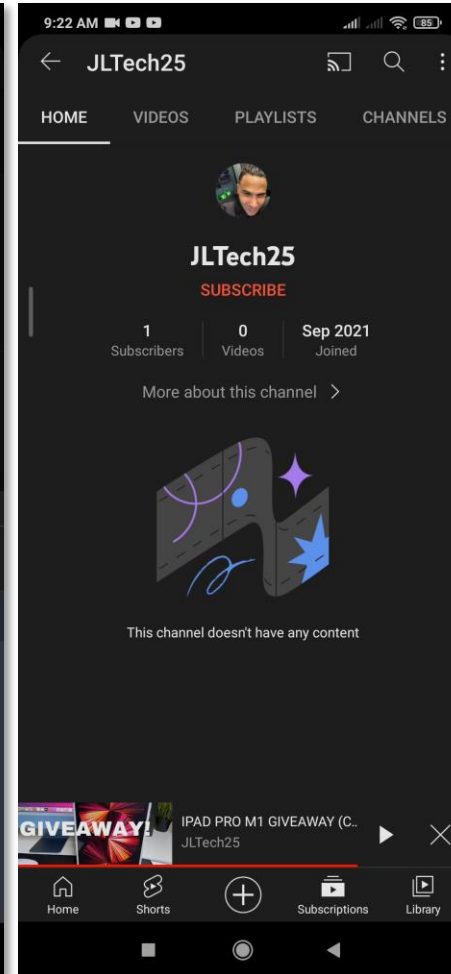 9:22 AM 85
JLTech25
HOME VIDEOS PLAYLISTS CHANNELS
JLTech25
SUBSCRIBE
1 0 Sep 2021
Subscribers Videos Joined
More about this channel
This channel doesn't have any content
GIVEAWAY!
IPAD PRO M1 GIVEAWAY (C..
JLTech25
Home Shorts Subscriptions Library